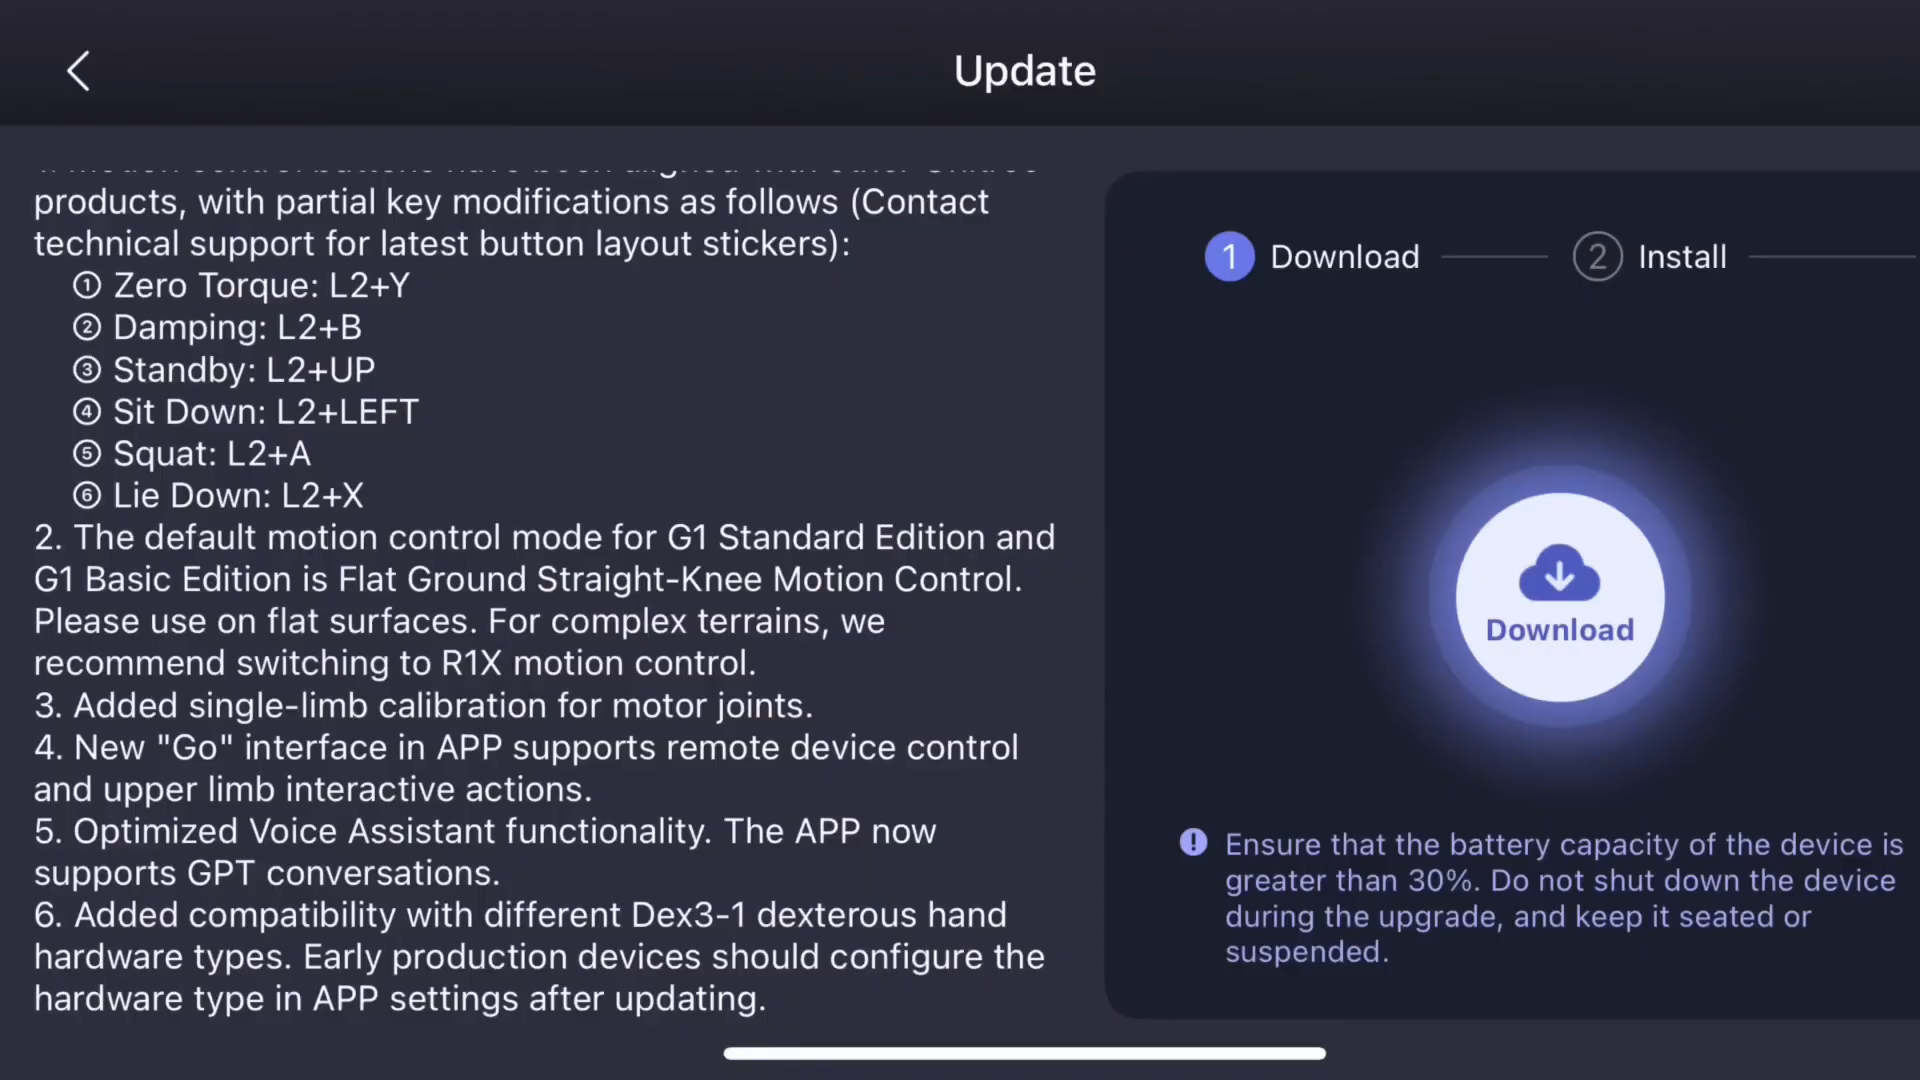 Update
products, with partial key modifications as follows (Contact
technical support for latest button layout stickers):
① Zero Torque: L2+Y
② Damping: L2+B
③ Standby: L2+UP
④ Sit Down: L2+LEFT
⑤ Squat: L2+A
⑥ Lie Down: L2+X
2. The default motion control mode for G1 Standard Edition and
G1 Basic Edition is Flat Ground Straight-Knee Motion Control.
Please use on flat surfaces. For complex terrains, we
recommend switching to R1X motion control.
3. Added single-limb calibration for motor joints.
4. New "Go" interface in APP supports remote device control
and upper limb interactive actions.
5. Optimized Voice Assistant functionality. The APP now
supports GPT conversations.
6. Added compatibility with different Dex3-1 dexterous hand
hardware types. Early production devices should configure the
hardware type in APP settings after updating.
1 Download
2 Install
Download
Ensure that the battery capacity of the device is
greater than 30%. Do not shut down the device
during the upgrade, and keep it seated or
suspended.